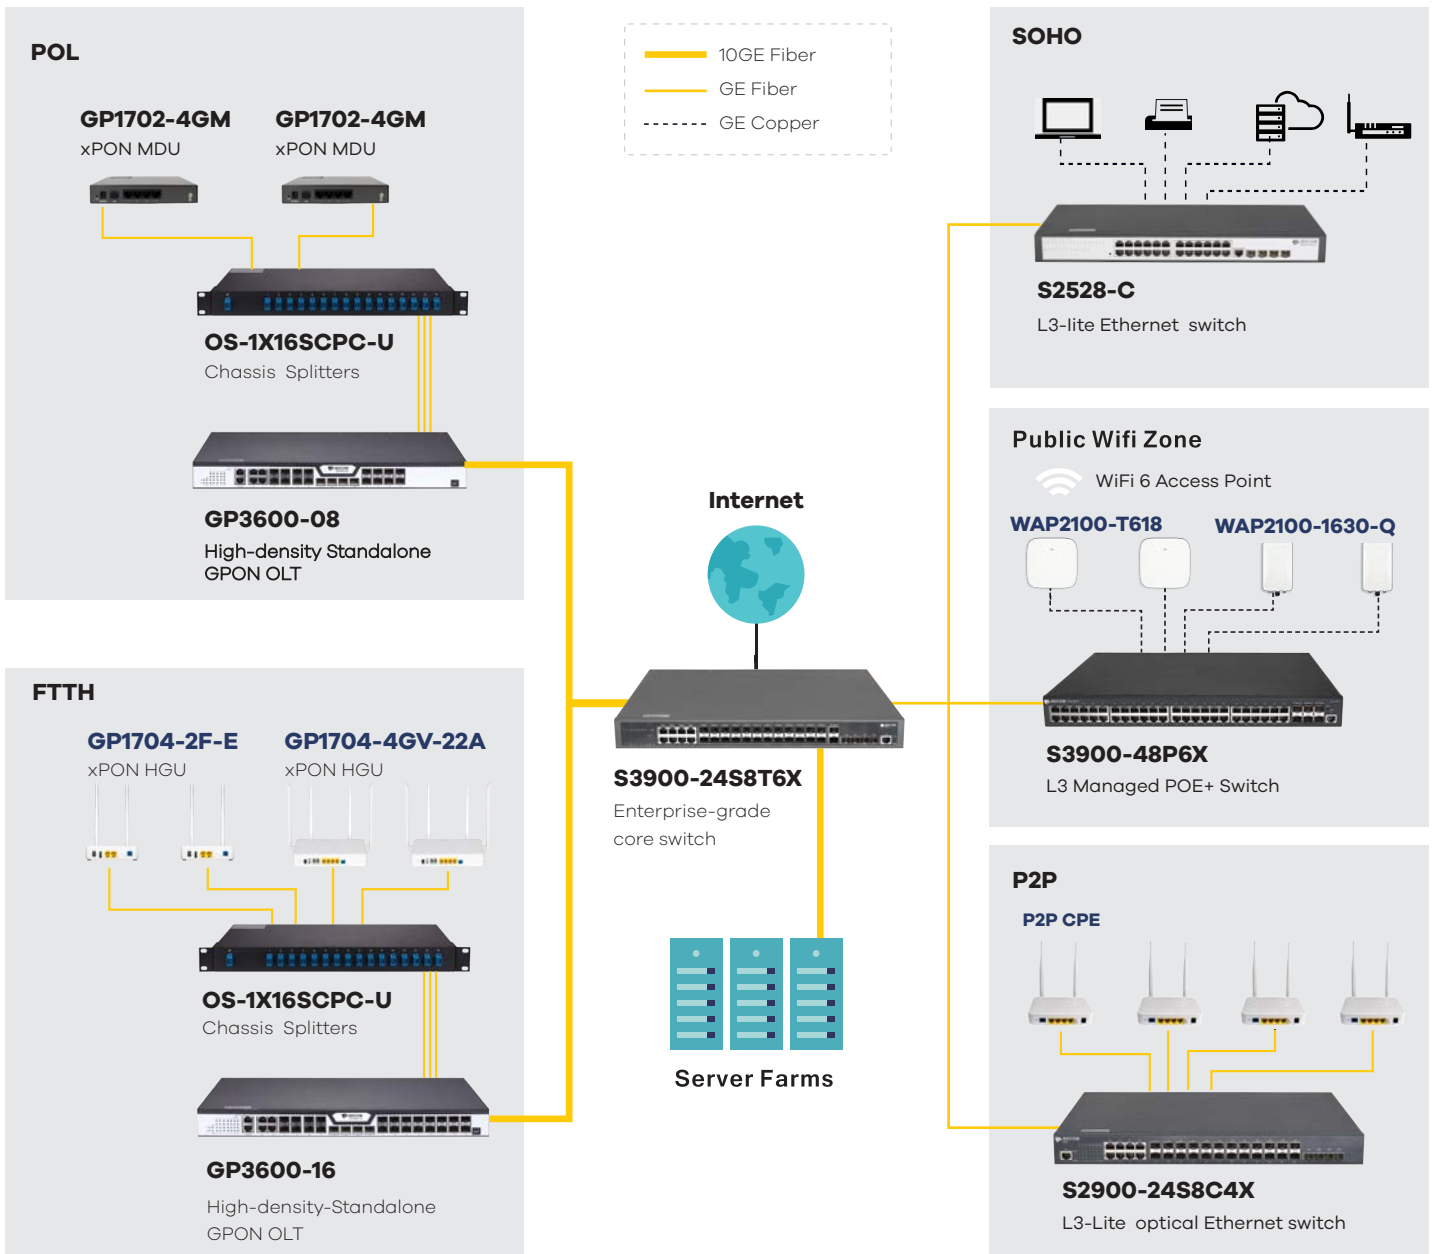 POL
GP1702-4GM
xPON MDU
GP1702-4GM
xPON MDU
OS-1X16SCPC-U
Chassis Splitters
GP3600-08
High-density Standalone
GPON OLT
FTTH
GP1704-2F-E
xPON HGU
GP1704-4GV-22A
xPON HGU
OS-1X16SCPC-U
Chassis Splitters
GP3600-16
High-density-Standalone
GPON OLT
10GE Fiber
GE Fiber
GE Copper
Internet
S3900-24S8T6X
Enterprise-grade
core switch
Server Farms
SOHO
S2528-C
L3-lite Ethernet switch
Public Wifi Zone
WiFi 6 Access Point
WAP2100-T618
WAP2100-1630-Q
S3900-48P6X
L3 Managed POE+ Switch
P2P
P2P CPE
S2900-24S8C4X
L3-Lite optical Ethernet switch